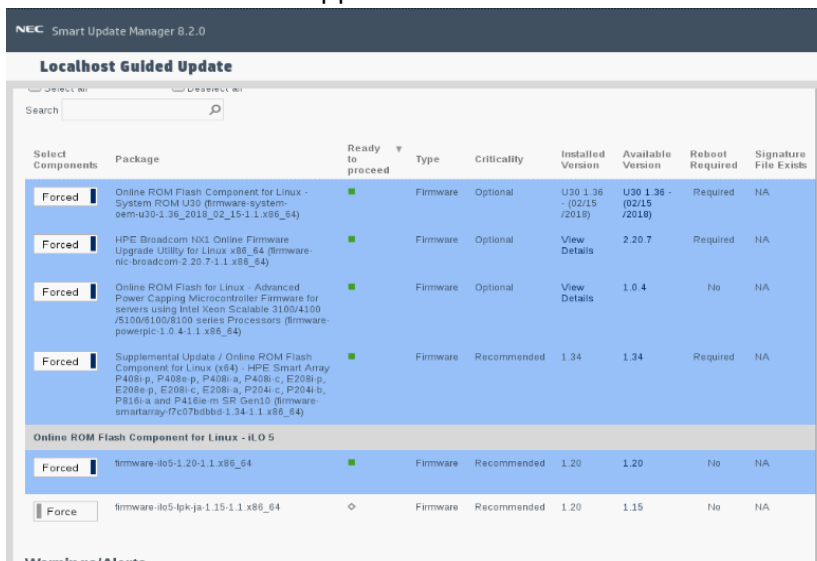 NEC Smart Update Manager 8.2.0
Localhost Guided Update
Select all Deselect all
Search
Select Components Package Ready to proceed Type Criticality Installed Version Available Version Reboot Required Signature File Exists
Forced
Online ROM Flash Component for Linux -
System ROM U30 (firmware-system-
oem-u30-1.36_2018_02_15-1.1.x86_64)
Firmware Optional
U30 1.36
- (02/15
/2018)
U30 1.36 -
(02/15
/2018)
Required NA
Forced
HPE Broadcom NX1 Online Firmware
Upgrade Utility for Linux x86_64 (firmware-
nic-broadcom-2.20.7-1.1.x86_64)
Firmware Optional
View
Details
2.20.7 Required NA
Forced
Online ROM Flash for Linux - Advanced
Power Capping Microcontroller Firmware for
servers using Intel Xeon Scalable 3100/4100
/5100/6100/8100 series Processors (firmware-
powerpic-1.0.4-1.1.x86_64)
Firmware Optional
View
Details
1.0.4 No NA
Forced
Supplemental Update / Online ROM Flash
Component for Linux (x64) - HPE Smart Array
P408i-p, P408e-p, P408i-a, P408i-c, E208i-p,
E208e-p, E208i-c, E208i-a, P204i-c, P204i-b,
P816i-a and P416ie-m SR Gen10 (firmware-
smartarray-f7c07bdbbd-1.34-1.1.x86_64)
Firmware Recommended 1.34 1.34 Required NA
Online ROM Flash Component for Linux - iLO 5
Forced firmware-ilo5-1.20-1.1.x86_64 Firmware Recommended 1.20 1.20 No NA
Force firmware-ilo5-lpk-ja-1.15-1.1.x86_64 Firmware Recommended 1.20 1.15 No NA
Warnings/Alerts